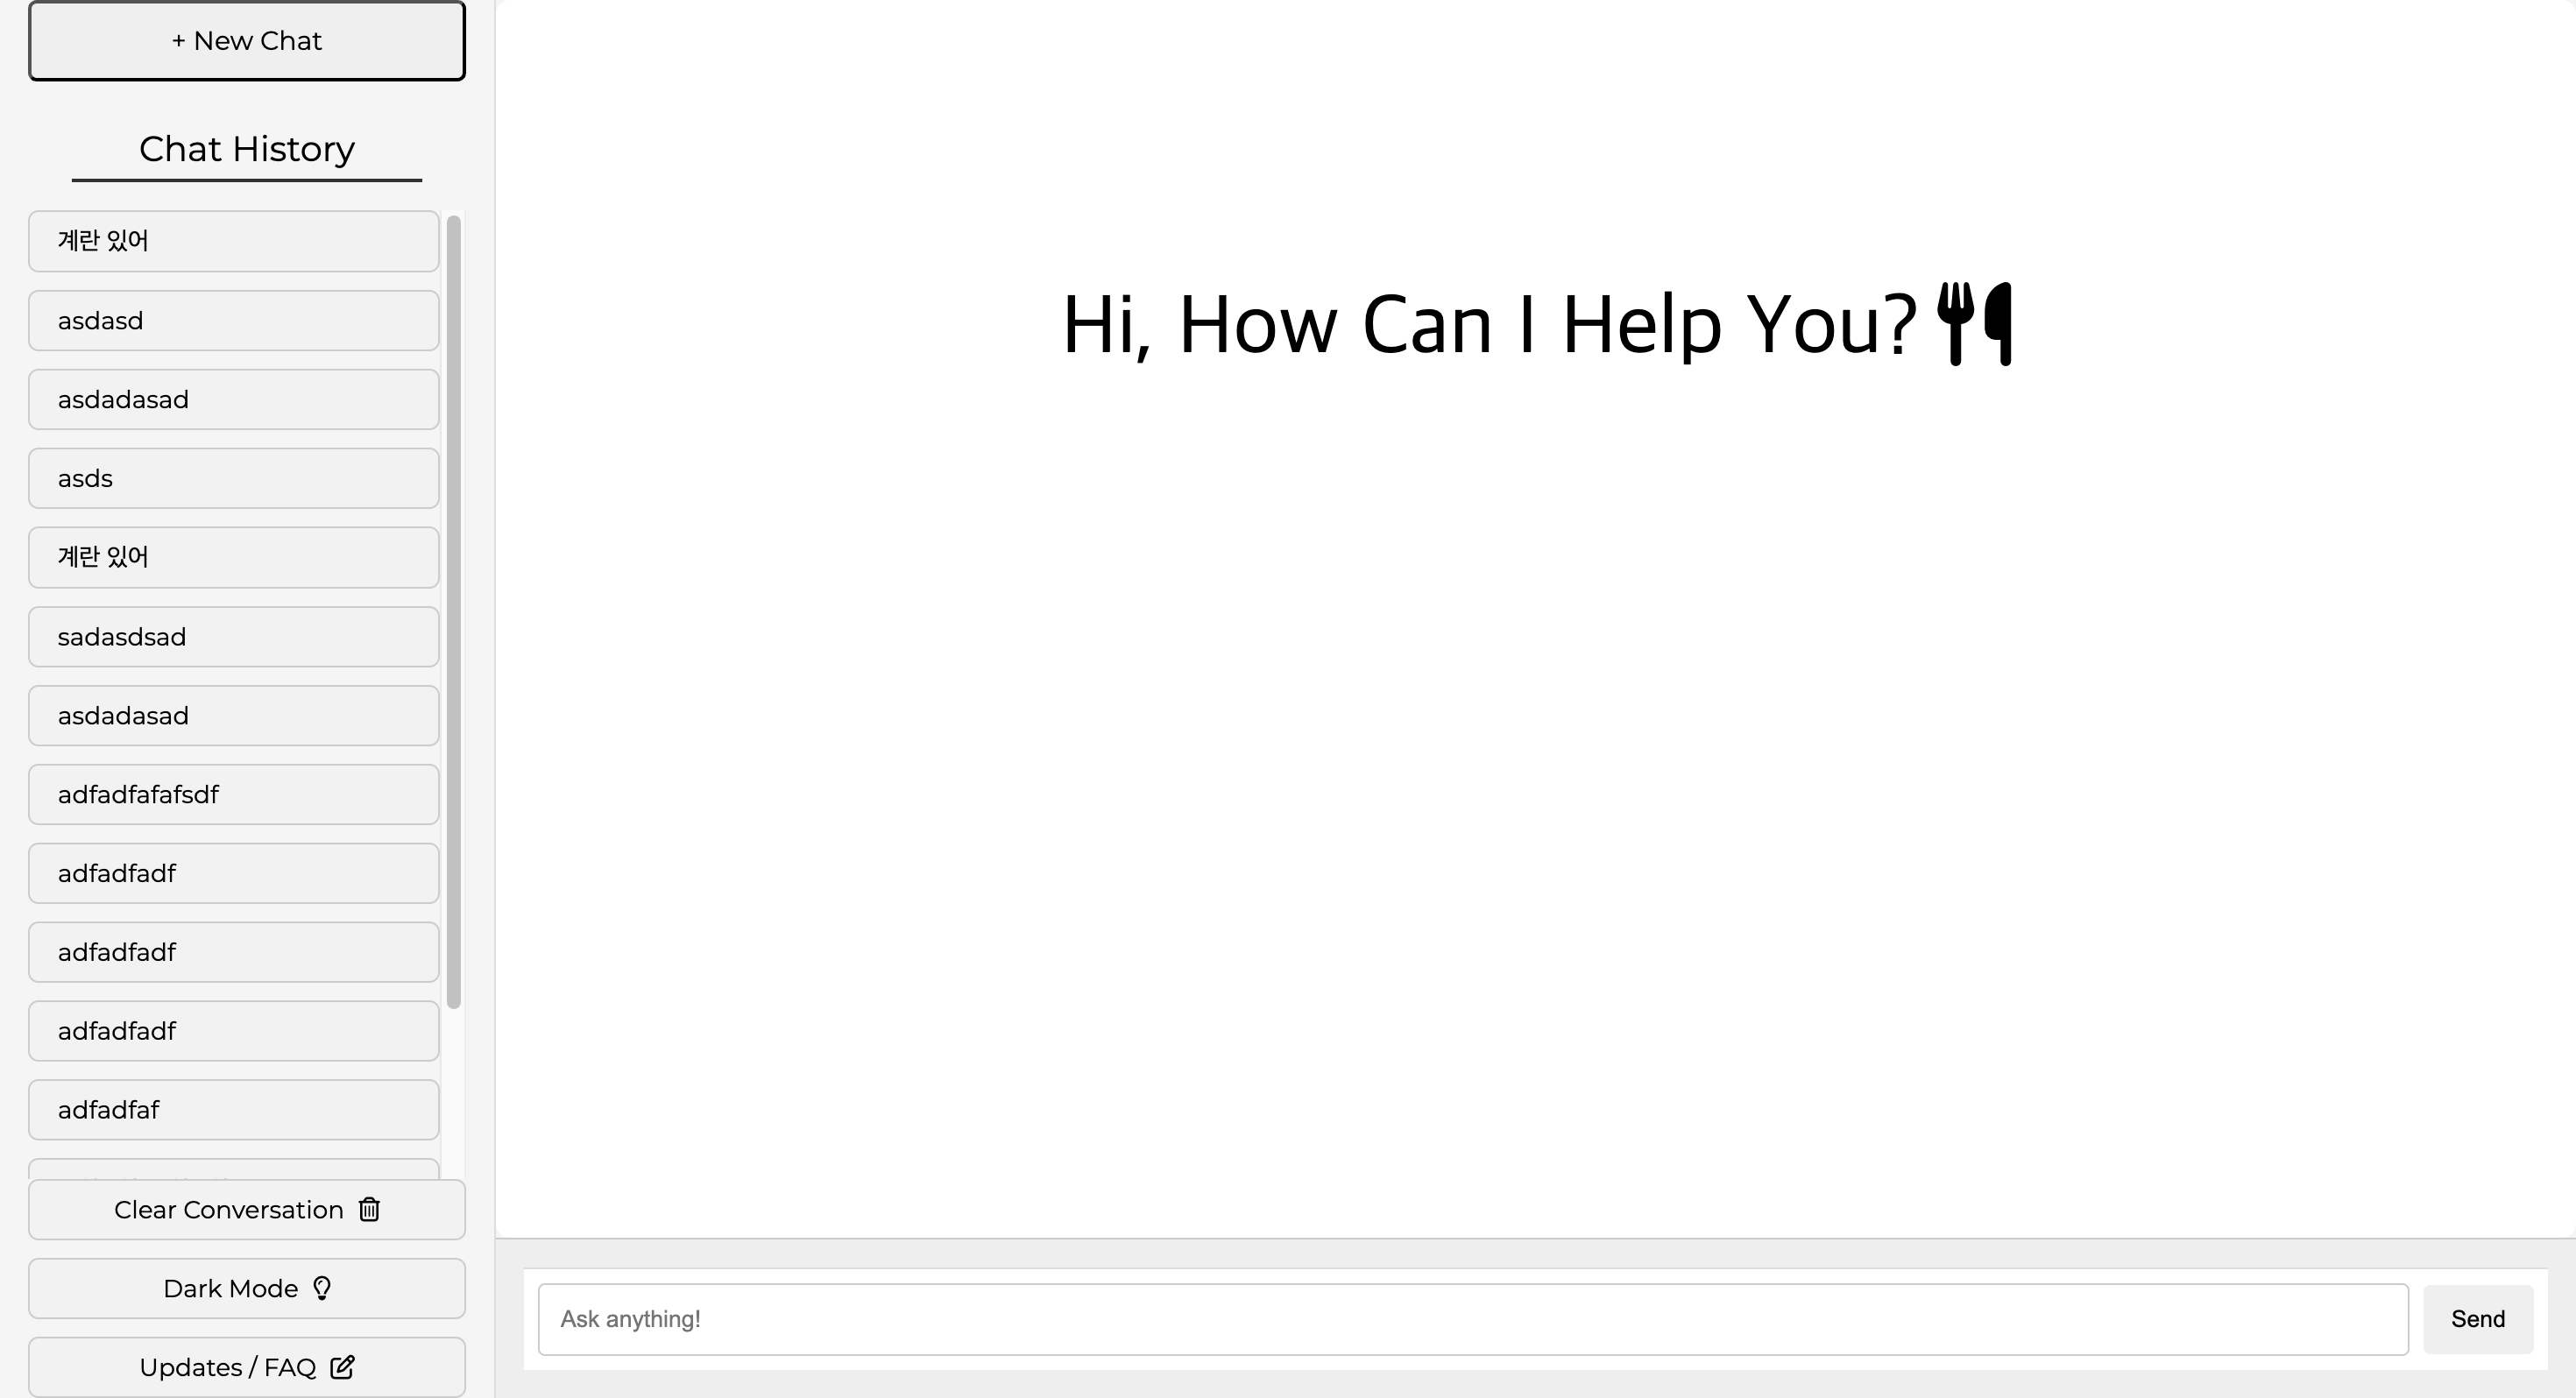 + New Chat
Chat History
계란 있어
asdasd
asdadasad
asds
계란 있어
sadasdsad
asdadasad
adfadfafafsdf
adfadfadf
adfadfadf
adfadfadf
adfadfaf
Clear Conversation
Dark Mode
Updates / FAQ
Hi, How Can I Help You?
Ask anything!
Send